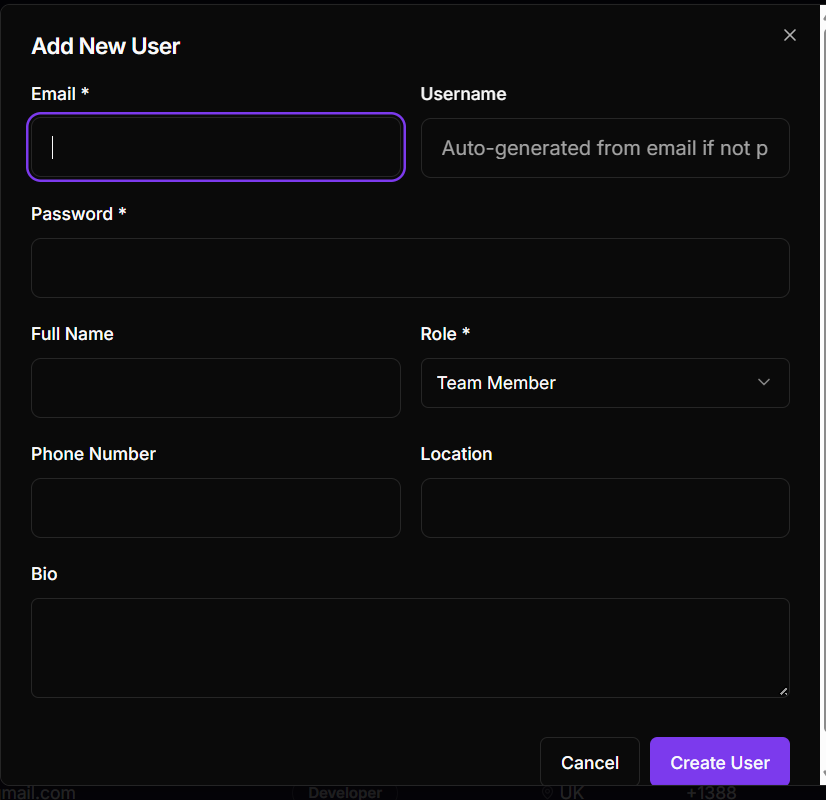 Add New User
Email * Username
Auto-generated from email if not p
Password *
Full Name Role *
Team Member
Phone Number Location
Bio
Cancel Create User
mail.com Developer UK +1388